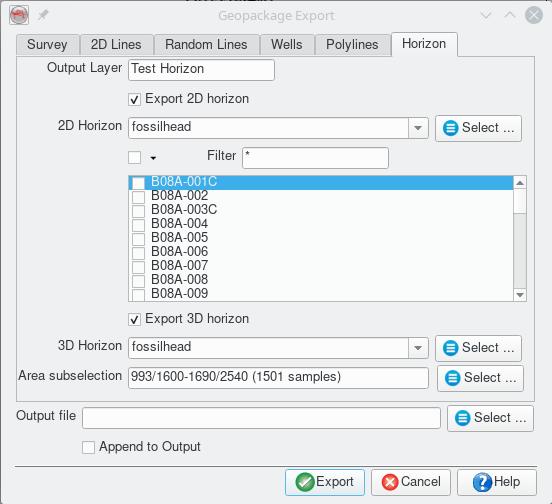 Geopackage Export
Survey 2D Lines Random Lines Wells Polylines Horizon
Output Layer Test Horizon
Export 2D horizon
2D Horizon fossilhead Select ...
Filter *
B08A-001C
B08A-002
B08A-003C
B08A-004
B08A-005
B08A-006
B08A-007
B08A-008
B08A-009
Export 3D horizon
3D Horizon fossilhead Select ...
Area subselection 993/1600-1690/2540 (1501 samples) Select ...
Output file Select ...
Append to Output
Export Cancel Help